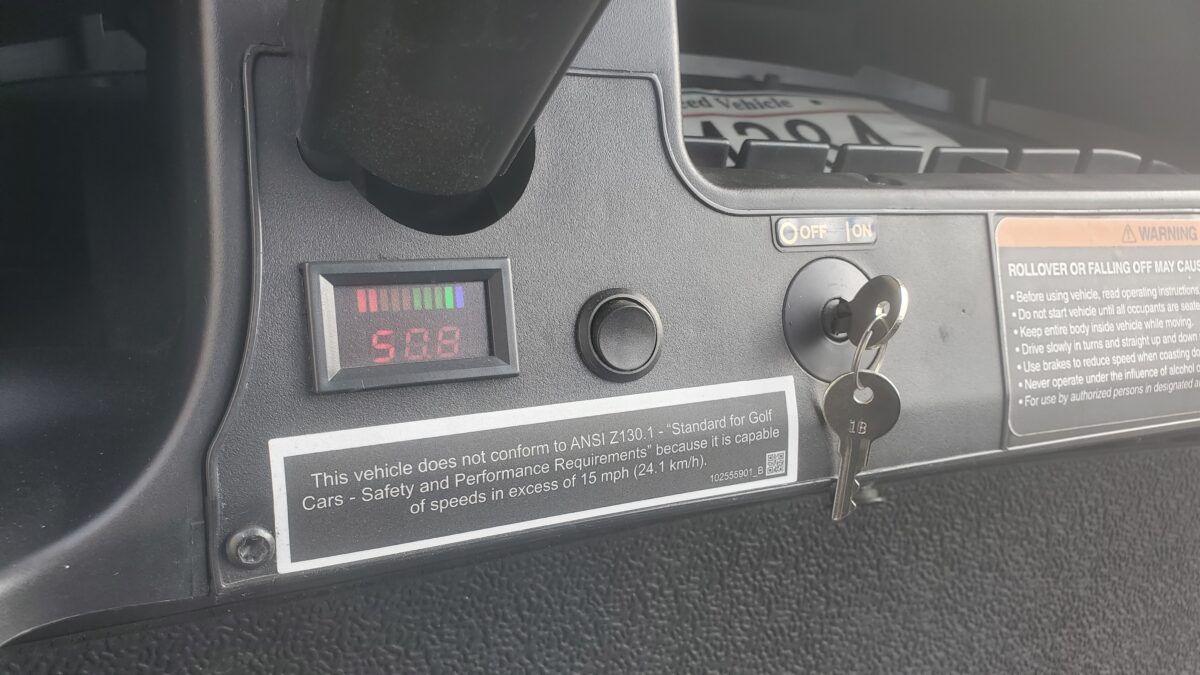 ed Vehicle
OFF | ON
WARNING
ROLLOVER OR FALLING OFF MAY CAUS
• Before using vehicle, read operating instructions,
• Do not start vehicle until all occupants are seate
• Keep entire body inside vehicle while moving.
• Drive slowly in turns and straight up and down
• Use brakes to reduce speed when coasting do
• Never operate under the influence of alcohol o
• For use by authorized persons in designated a
50.8
This vehicle does not conform to ANSI Z130.1 - “Standard for Golf
Cars - Safety and Performance Requirements” because it is capable
of speeds in excess of 15 mph (24.1 km/h).
102555901_B
1B